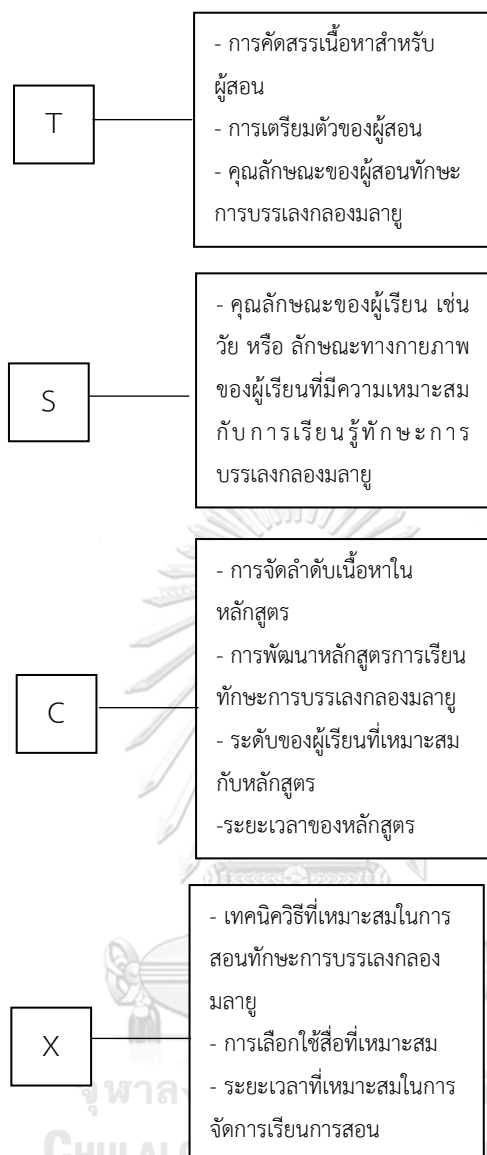 T
- การคัดสรรเนื้อหาสำหรับ
ผู้สอน
- การเตรียมตัวของผู้สอน
- คุณลักษณะของผู้สอนทักษะ
การบรรเลงกลองมลายู
S
- คุณลักษณะของผู้เรียน เช่น
วัย หรือ ลักษณะทางกายภาพ
ของผู้เรียนที่มีความเหมาะสม
กับการเรียนรู้ทักษะการ
บรรเลงกลองมลายู
C
- การจัดลำดับเนื้อหาใน
หลักสูตร
- การพัฒนาหลักสูตรการเรียน
ทักษะการบรรเลงกลองมลายู
- ระดับของผู้เรียนที่เหมาะสม
กับหลักสูตร
-ระยะเวลาของหลักสูตร
X
- เทคนิควิธีที่เหมาะสมในการ
สอนทักษะการบรรเลงกลอง
มลายู
- การเลือกใช้สื่อที่เหมาะสม
- ระยะเวลาที่เหมาะสมในการ
จัดการเรียนการสอน